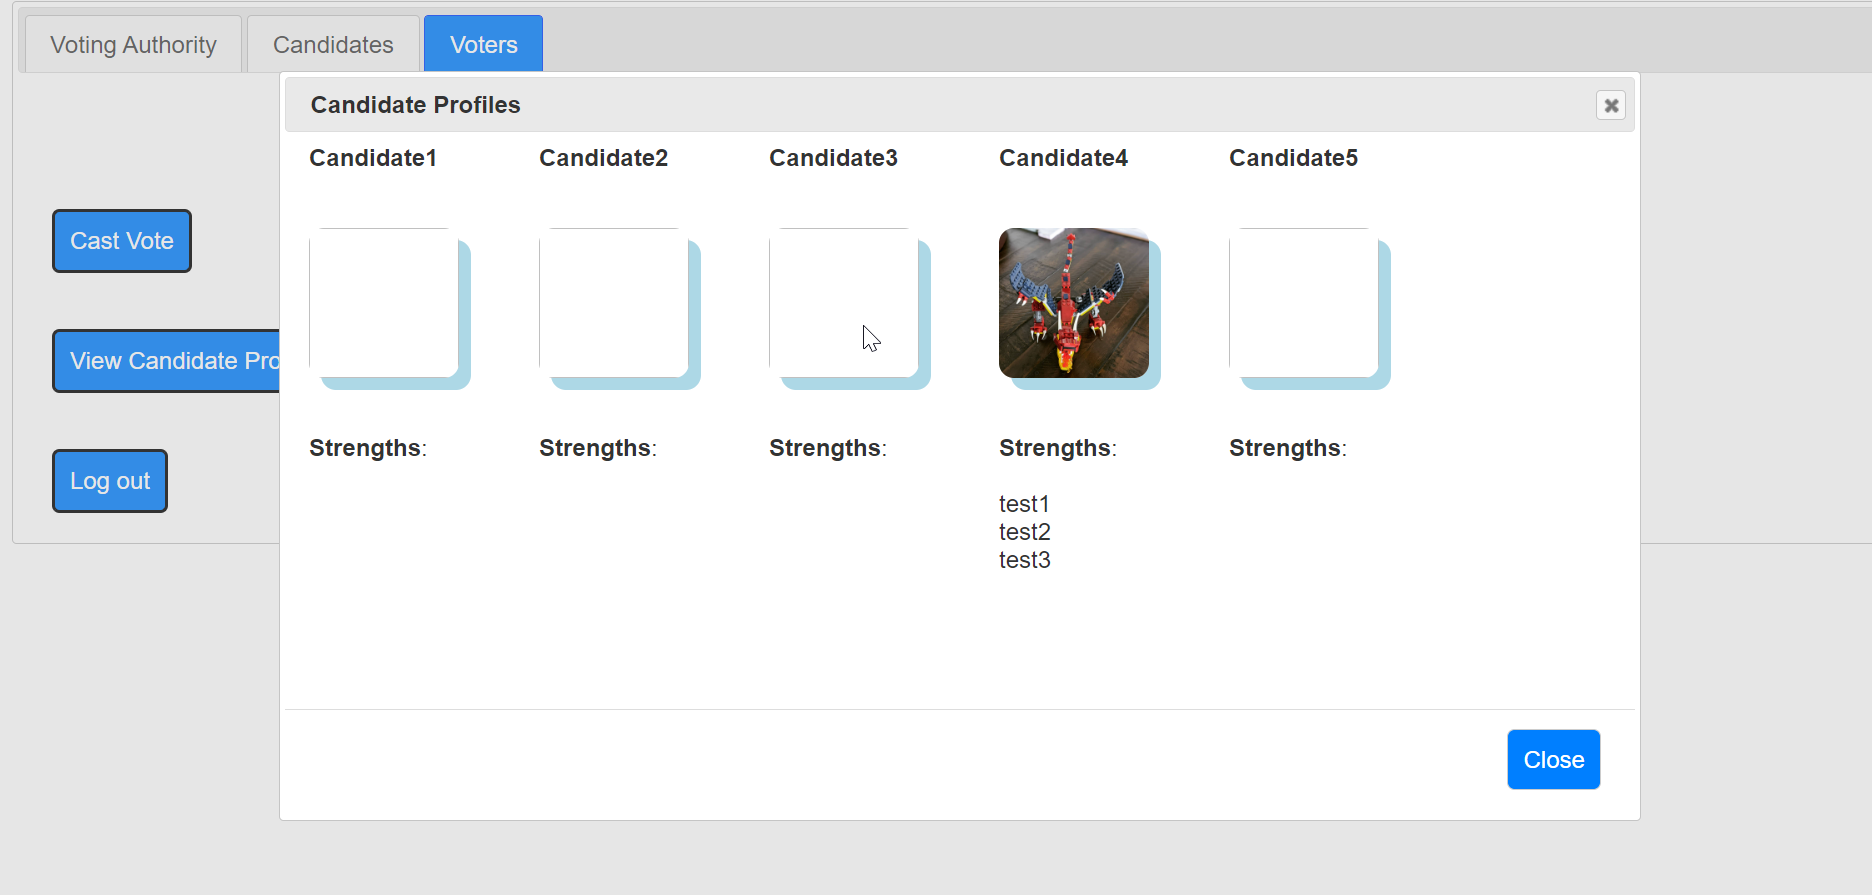 Voting Authority
Candidates
Voters
Candidate Profiles
Candidate1
Candidate2
Candidate3
Candidate4
Candidate5
Cast Vote
View Candidate Pro
Log out
Strengths:
Strengths:
Strengths:
Strengths:
Strengths:
test1
test2
test3
Close